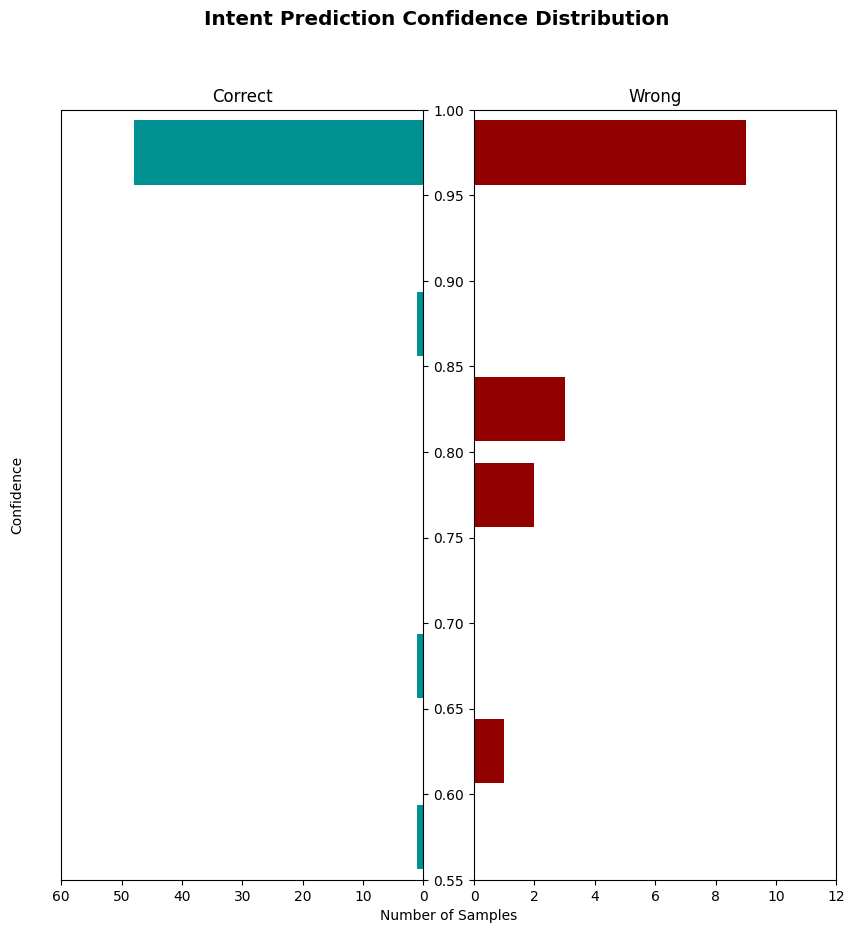 Intent Prediction Confidence Distribution
Correct
Wrong
1.00
0.95
0.90
0.85
0.80
0.75
0.70
0.65
0.60
0.55
Confidence
60 50 40 30 20 10 0
0 2 4 6 8 10 12
Number of Samples